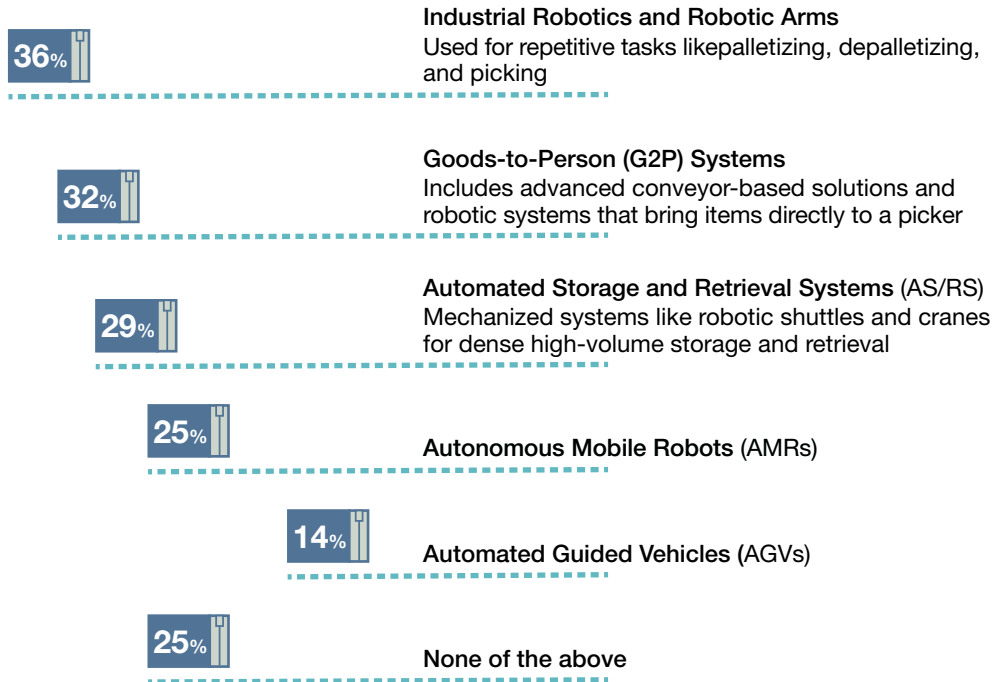 Industrial Robotics and Robotic Arms
36%
Used for repetitive tasks likepalletizing, depalletizing,
and picking
Goods-to-Person (G2P) Systems
32%
Includes advanced conveyor-based solutions and
robotic systems that bring items directly to a picker
Automated Storage and Retrieval Systems (AS/RS)
29%
Mechanized systems like robotic shuttles and cranes
for dense high-volume storage and retrieval
25%
Autonomous Mobile Robots (AMRs)
14%
Automated Guided Vehicles (AGVs)
25%
None of the above